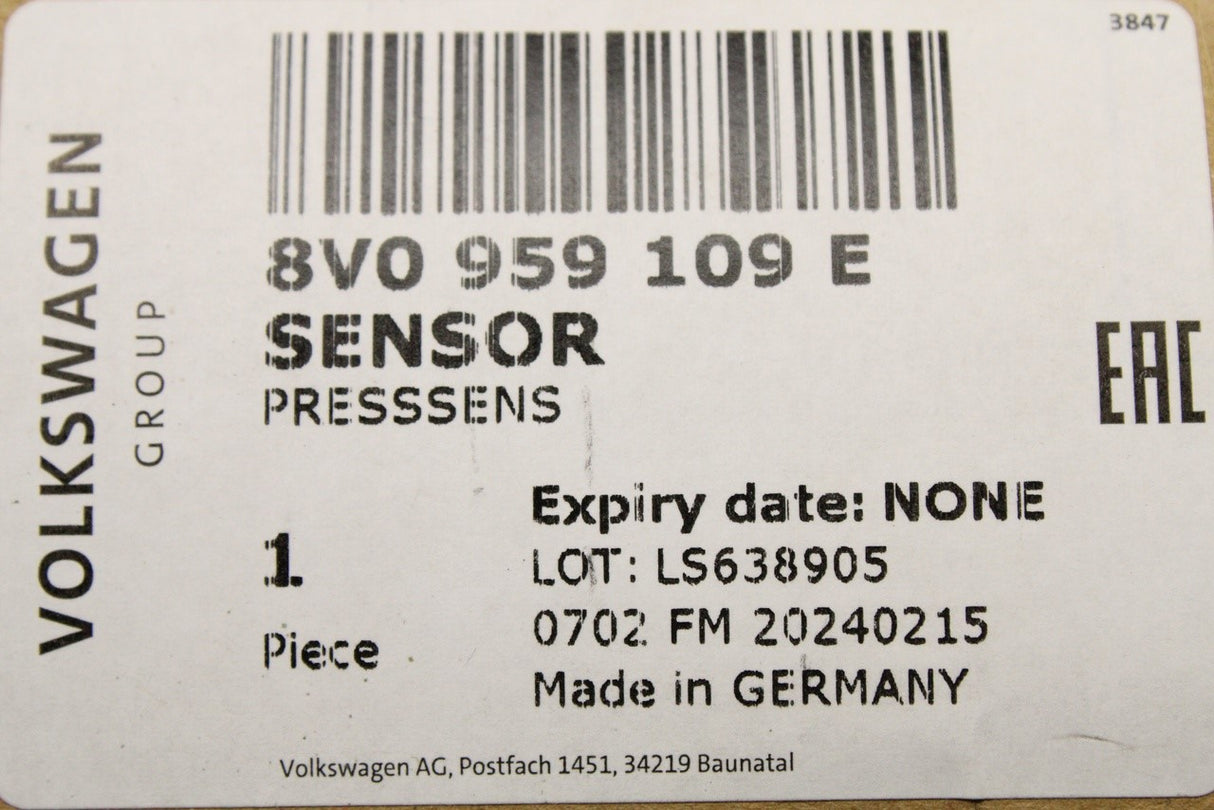 3847
VOLKSWAGEN
GROUP
8V0 959 109 E
SENSOR
PRESSSENS
EAC
1
Piece
Expiry date: NONE
LOT: LS638905
0702 FM 20240215
Made in GERMANY
Volkswagen AG, Postfach 1451, 34219 Baunatal